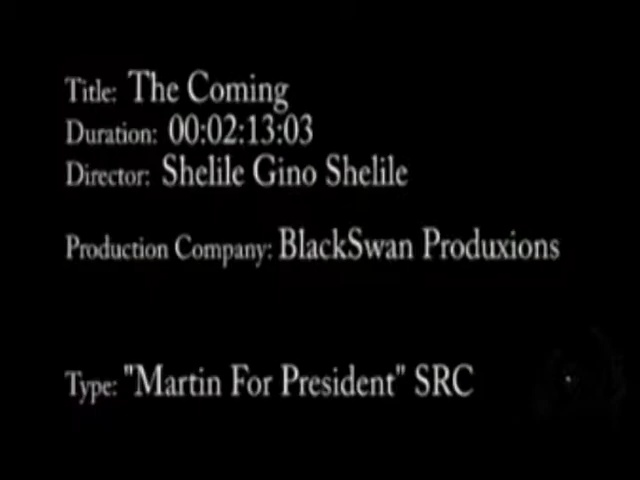 Title: The Coming
Duration: 00:02:13:03
Director: Shelile Gino Shelile
Production Company: BlackSwan Produxions
Type: "Martin For President" SRC